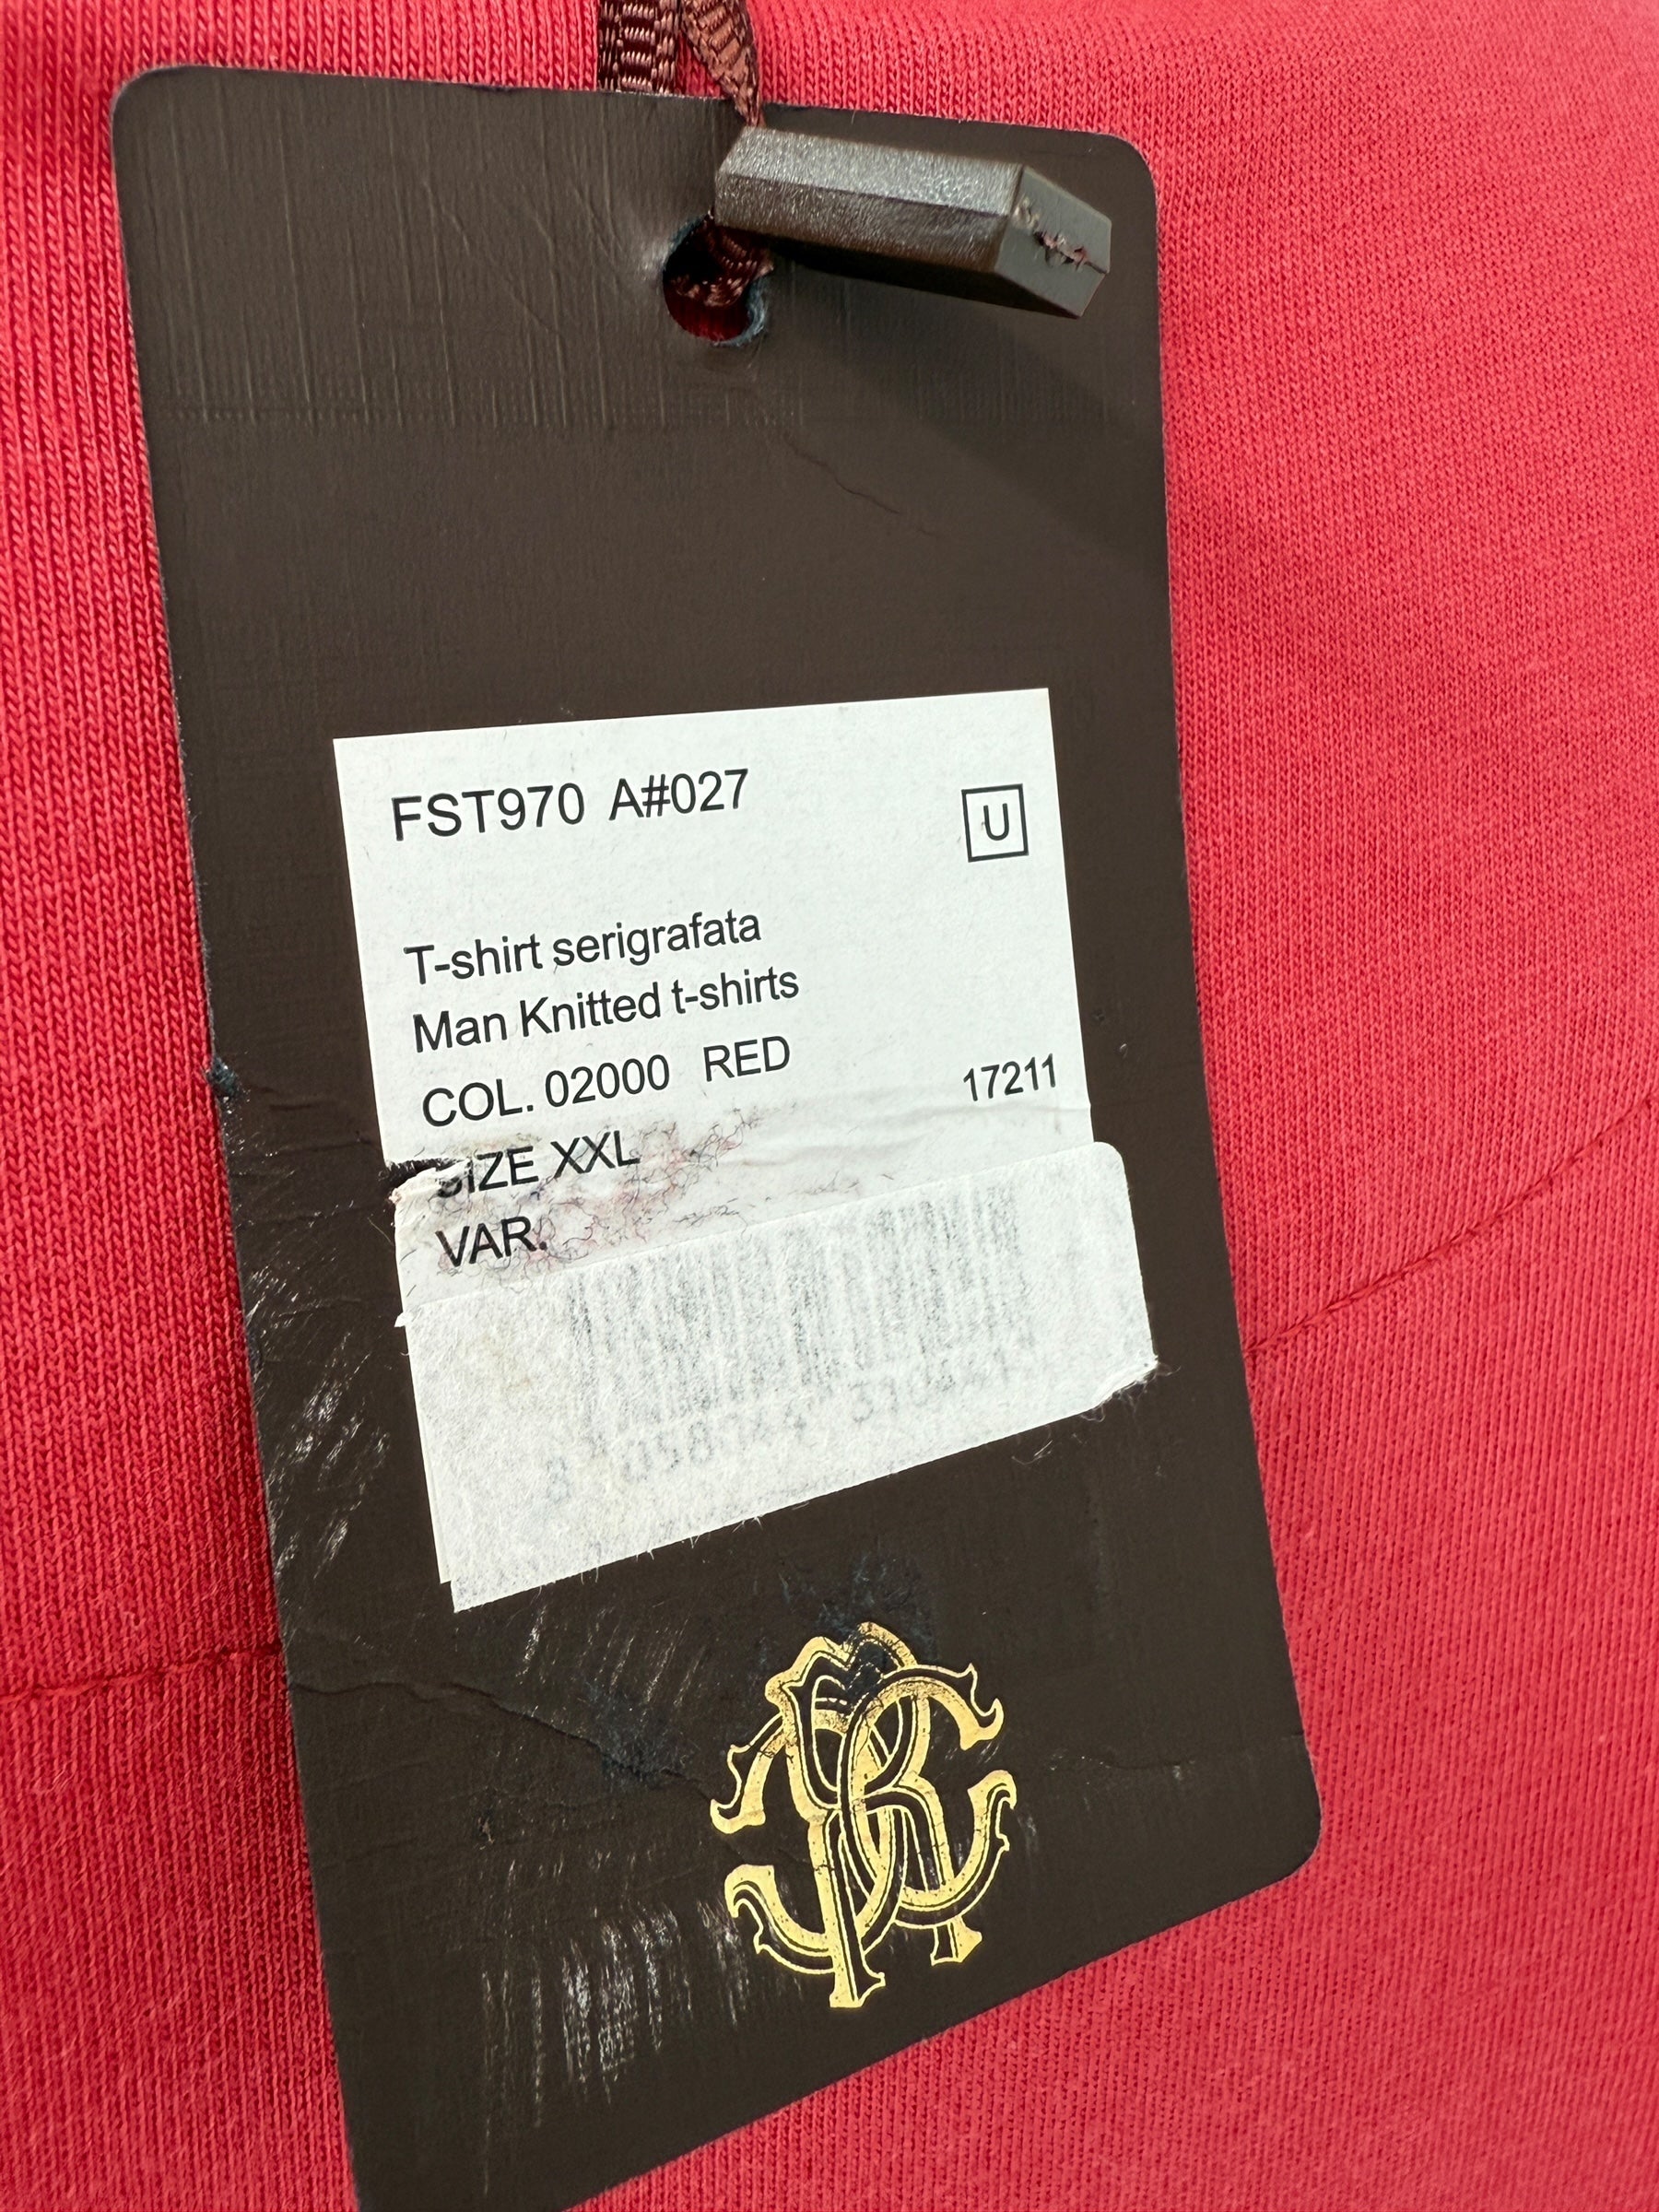 FST970 A#027
U
T-shirt serigrafata
Man Knitted t-shirts
COL. 02000 RED
17211
SIZE XXL
VAR.